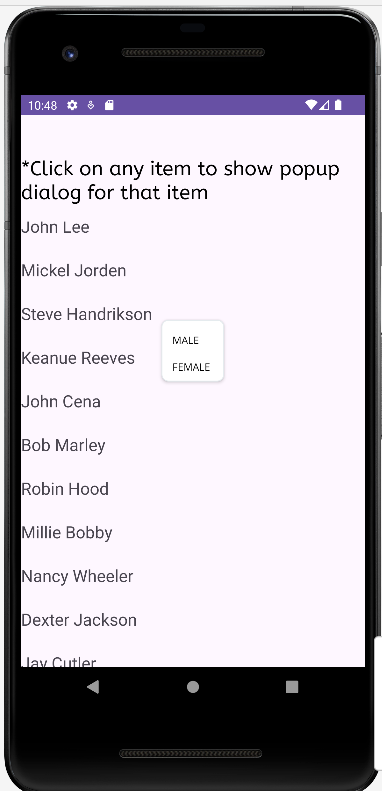 10:48
*Click on any item to show popup
dialog for that item
John Lee
Mickel Jorden
Steve Handrikson
MALE
Keanue Reeves
FEMALE
John Cena
Bob Marley
Robin Hood
Millie Bobby
Nancy Wheeler
Dexter Jackson
Jay Cutler